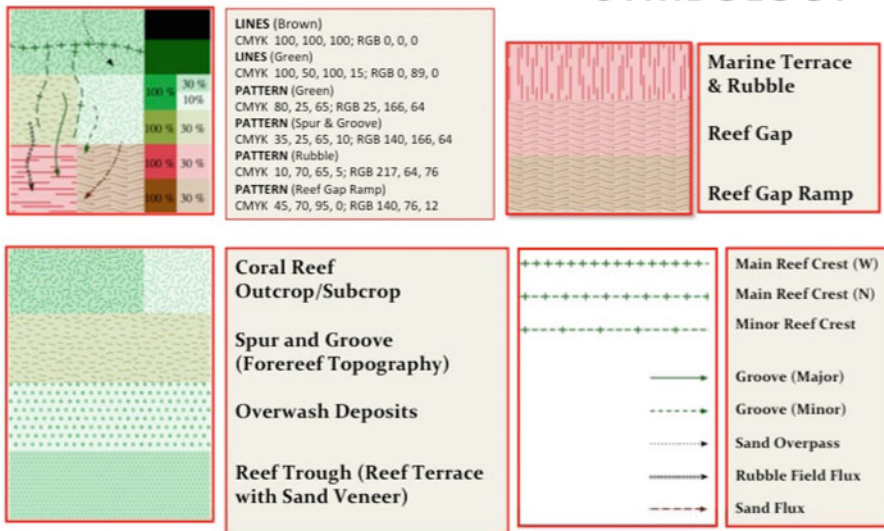 100 %
30 %
10%
100 % 30 %
100 % 30 %
100 % 30 %
LINES (Brown)
CMYK 100, 100, 100; RGB 0, 0, 0
LINES (Green)
CMYK 100, 50, 100, 15; RGB 0, 89, 0
PATTERN (Green)
CMYK 80, 25, 65; RGB 25, 166, 64
PATTERN (Spur & Groove)
CMYK 35, 25, 65, 10; RGB 140, 166, 64
PATTERN (Rubble)
CMYK 10, 70, 65, 5; RGB 217, 64, 76
PATTERN (Reef Gap Ramp)
CMYK 45, 70, 95, 0; RGB 140, 76, 12
Marine Terrace
& Rubble
Reef Gap
Reef Gap Ramp
Coral Reef
Outcrop/Subcrop
Spur and Groove
(Forereef Topography)
Overwash Deposits
Reef Trough (Reef Terrace
with Sand Veneer)
Main Reef Crest (W)
Main Reef Crest (N)
Minor Reef Crest
Groove (Major)
Groove (Minor)
Sand Overpass
Rubble Field Flux
Sand Flux